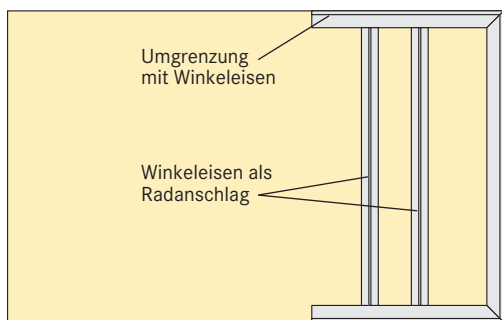 Umgrenzung
mit Winkeleisen
Winkeleisen als
Radanschlag